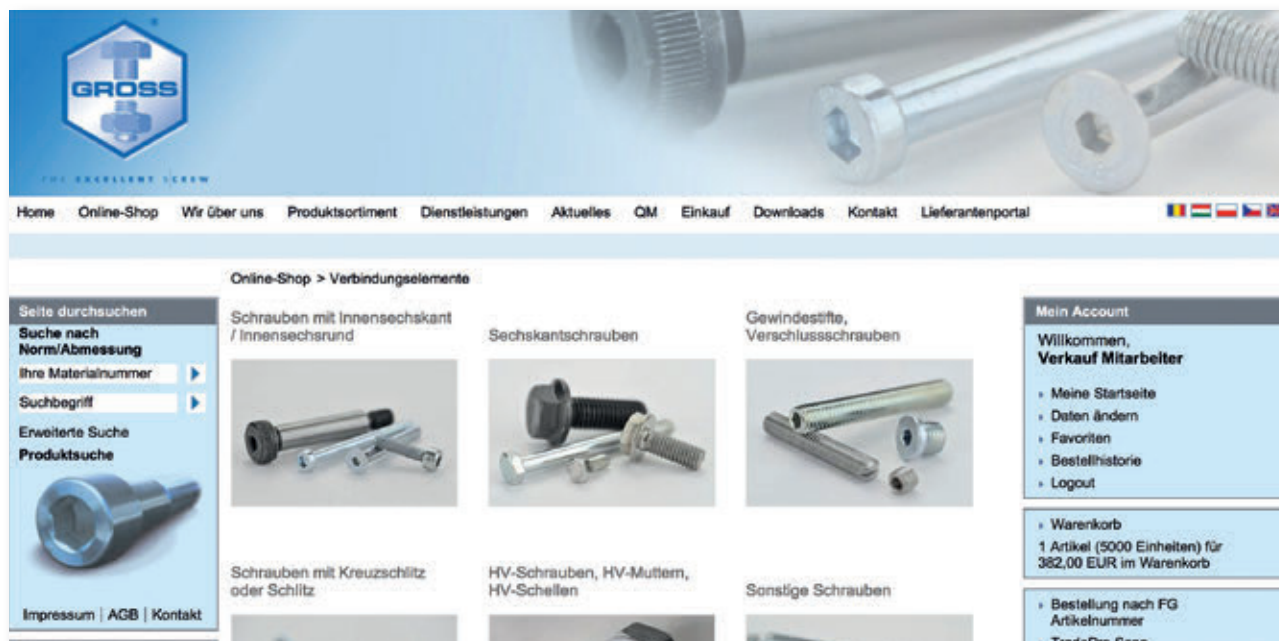 GROSS
THE EXCELLENT SCREW
Home Online-Shop Wir über uns Produktsortiment Dienstleistungen Aktuelles QM Einkauf Downloads Kontakt Lieferantenportal
Online-Shop > Verbindungselemente
Seite durchsuchen
Suche nach
Norm/Abmessung
Ihre Materialnummer
Suchbegriff
Erweiterte Suche
Produktsuche
Impressum | AGB | Kontakt
Schrauben mit Innensechskant
/ Innensechsrund
Sechskantschrauben
Gewindestifte,
Verschlussschrauben
Schrauben mit Kreuzschlitz
oder Schlitz
HV-Schrauben, HV-Muttern,
HV-Schellen
Sonstige Schrauben
Mein Account
Willkommen,
Verkauf Mitarbeiter
Meine Startseite
Daten ändern
Favoriten
Bestellhistorie
Logout
Warenkorb
1 Artikel (5000 Einheiten) für
382,00 EUR im Warenkorb
Bestellung nach FG
Artikelnummer